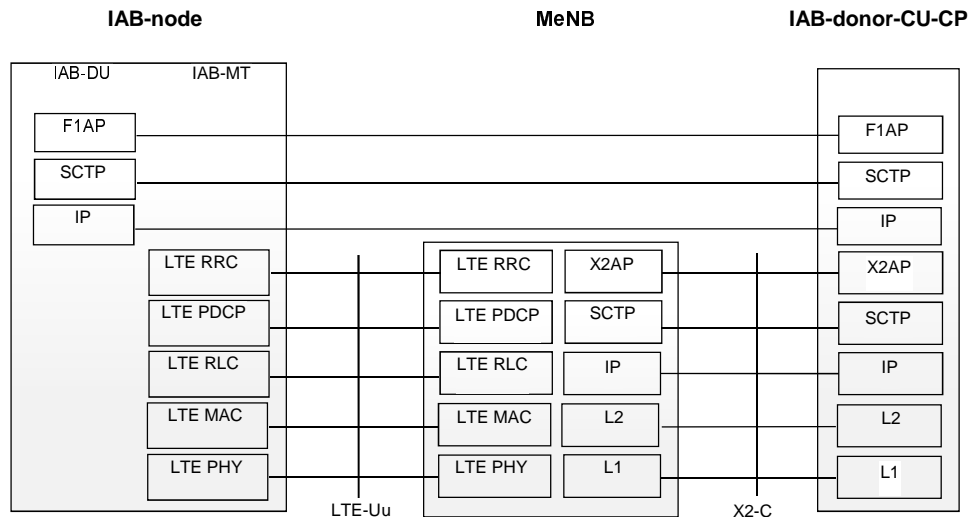 IAB-node MeNB IAB-donor-CU-CP
IAB-DU IAB-MT
F1AP F1AP
SCTP SCTP
IP IP
LTE RRC LTE RRC X2AP X2AP
LTE PDCP LTE PDCP SCTP SCTP
LTE RLC LTE RLC IP IP
LTE MAC LTE MAC L2 L2
LTE PHY LTE PHY L1 L1
LTE-Uu X2-C